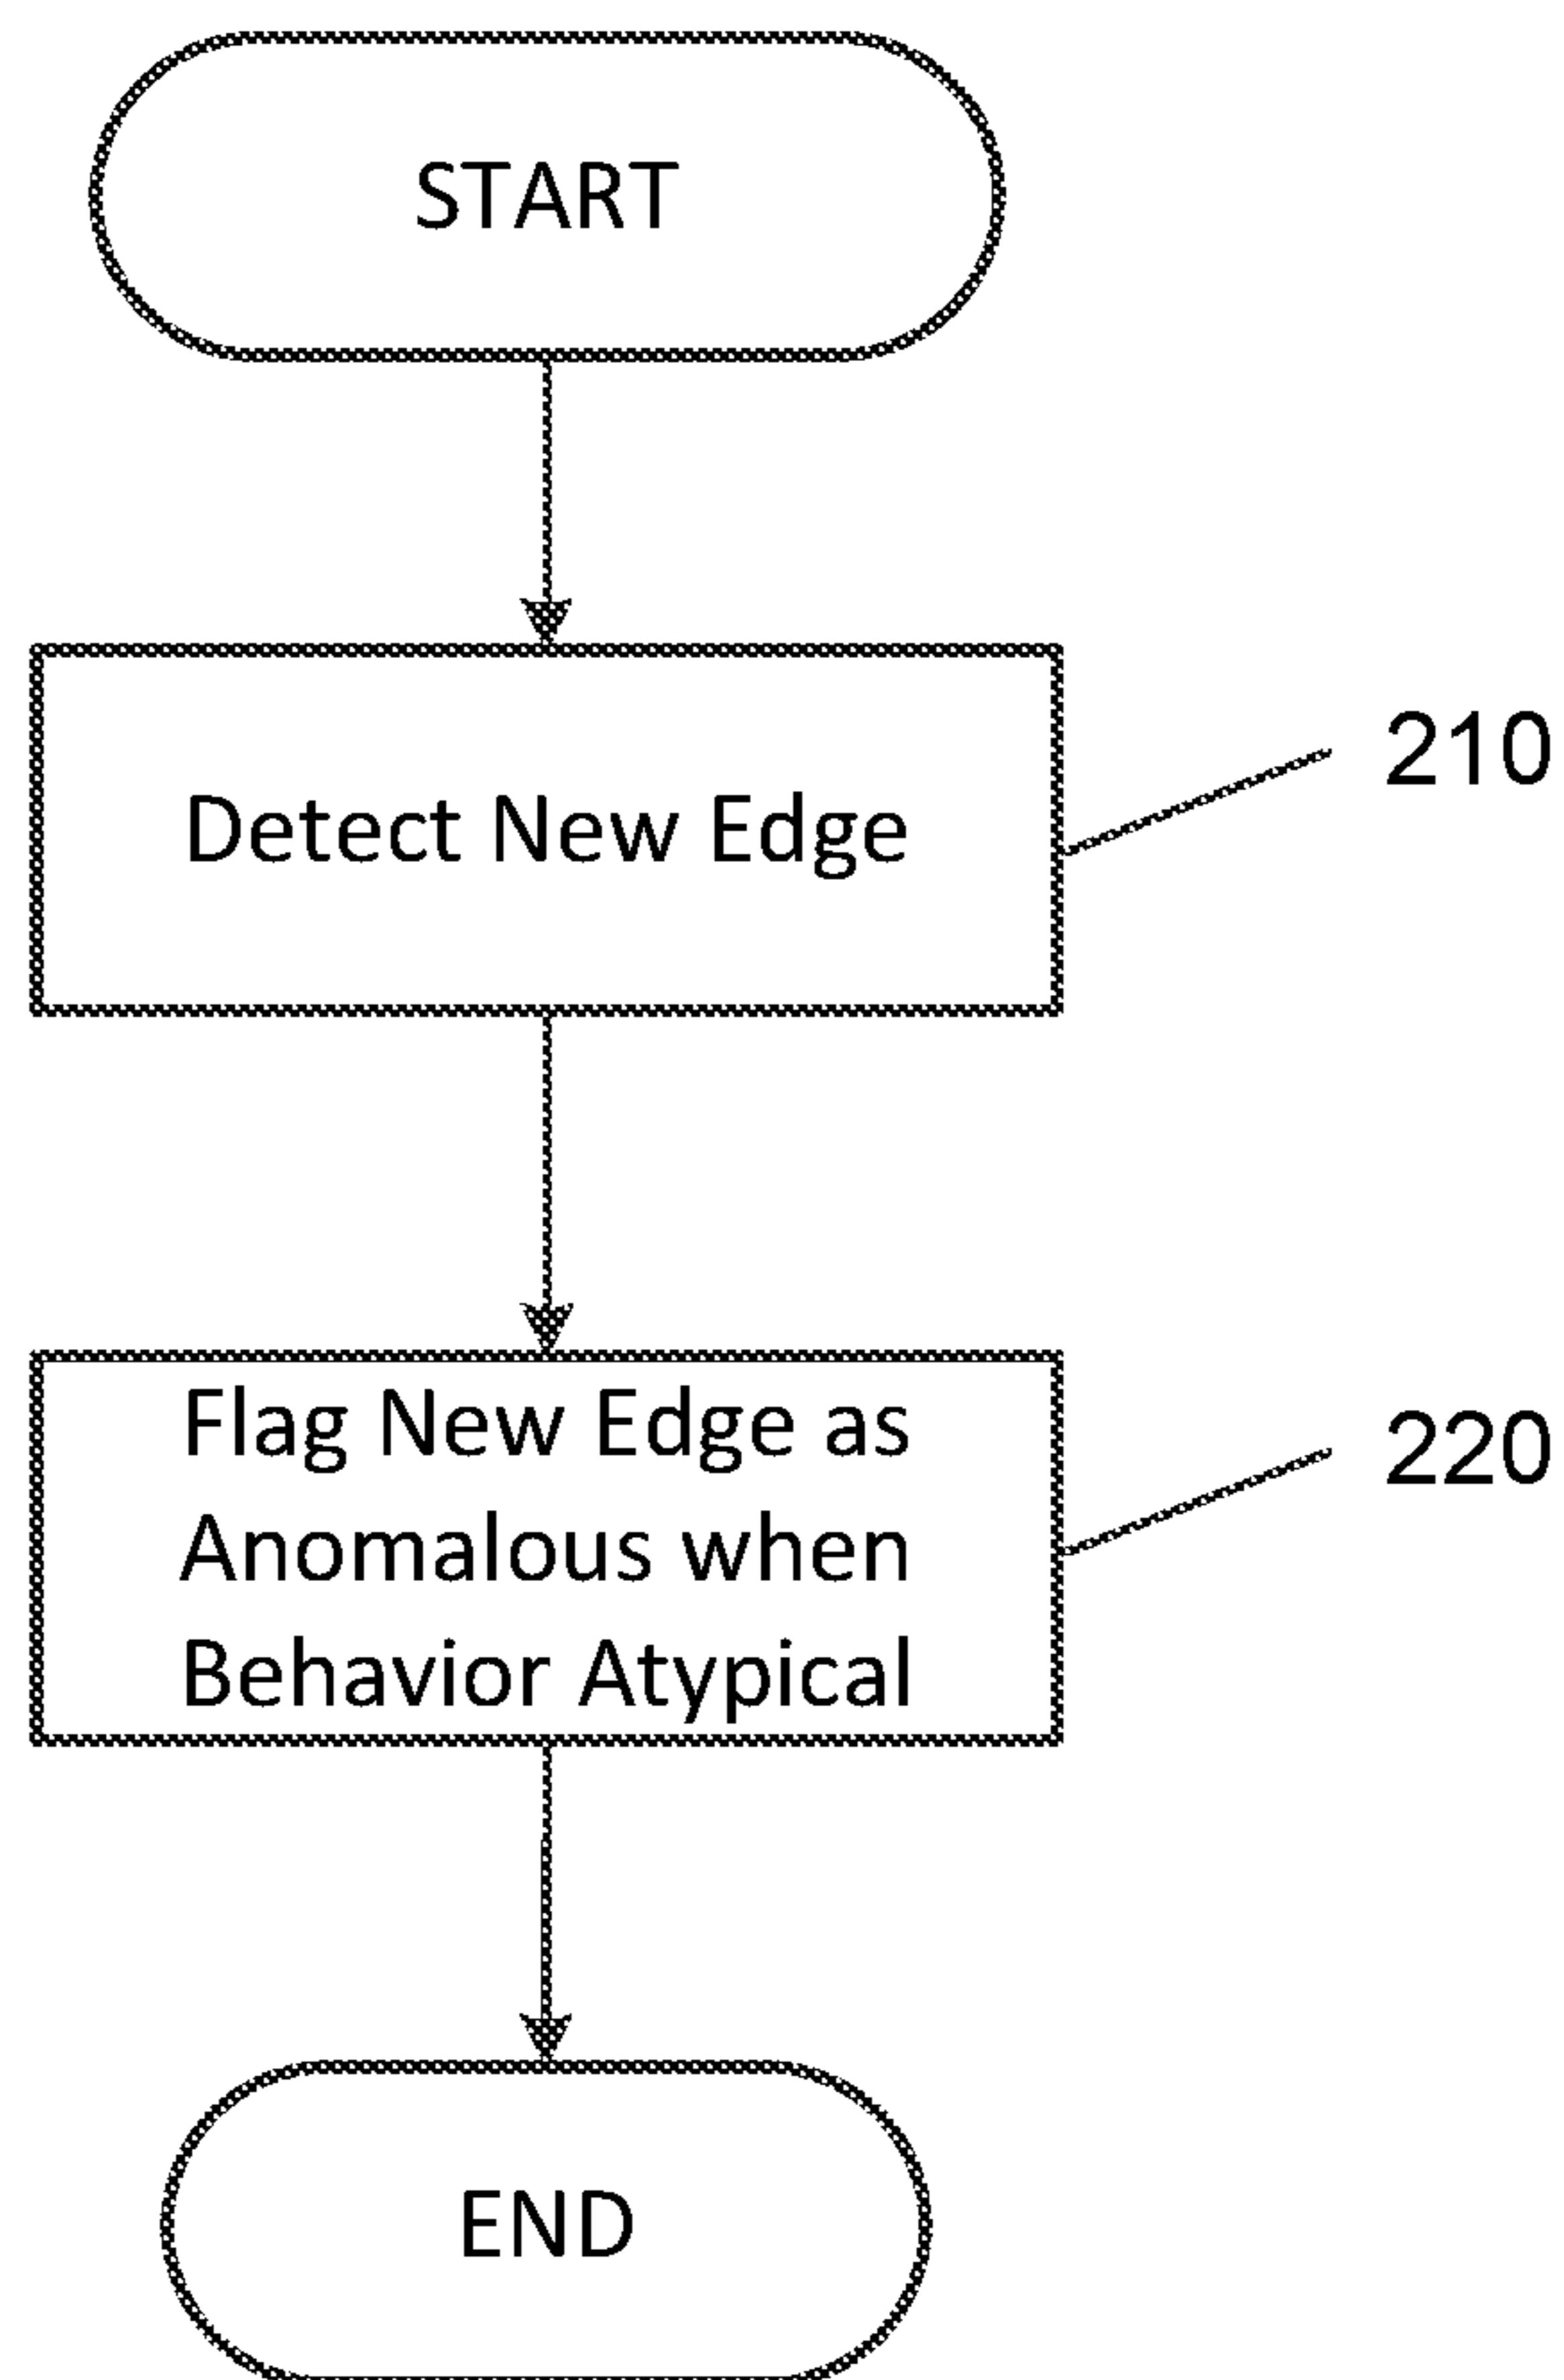 START
Detect New Edge
210
Flag New Edge as
Anomalous when
Behavior Atypical
220
END